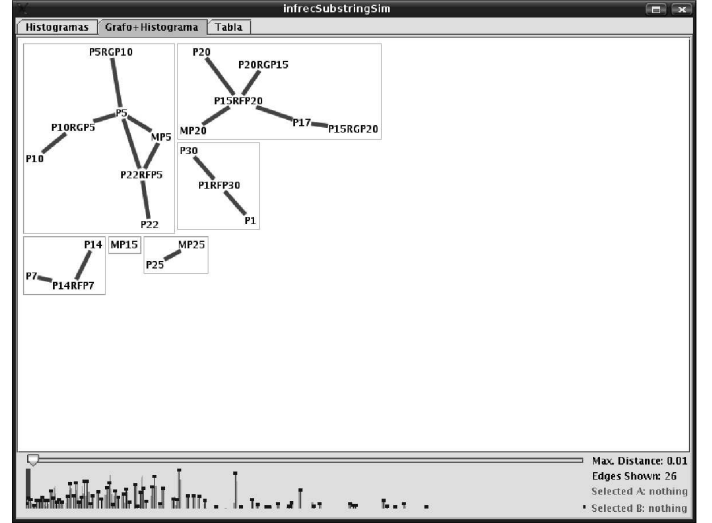 infrecSubstringSim
Histogramas Grafo+Histograma Tabla
P5RGP10
P5
P10RGP5
MP5
P10
P22RFP5
P22
P20
P20RGP15
P15RFP20
MP20
P17
P15RGP20
P30
P1RFP30
P1
P14
P7
P14RFP7
MP15
MP25
P25
Max. Distance: 0.01
Edges Shown: 26
Selected A: nothing
Selected B: nothing